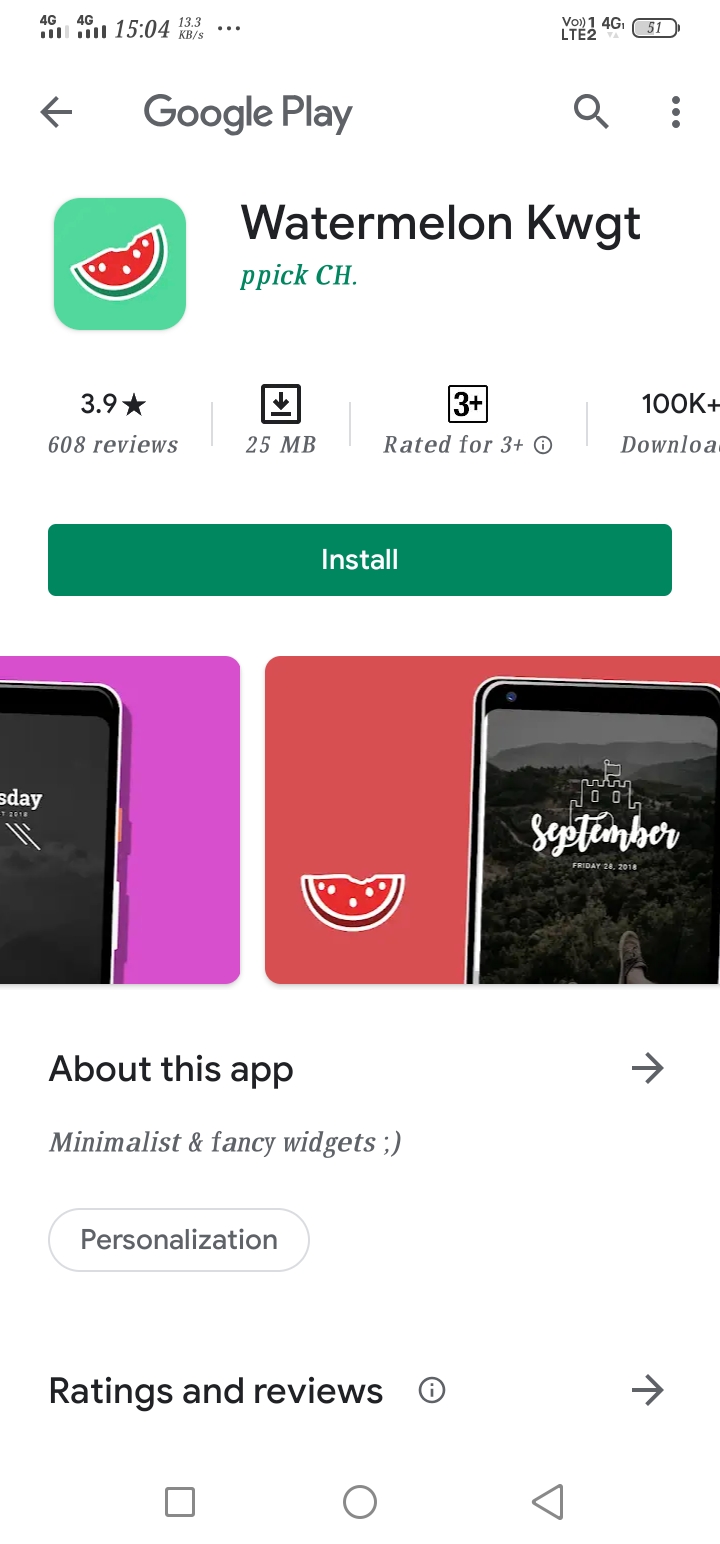 4G 4G 15:04 13.3 KB/s ... Vo))1 LTE2 4G1 51
Google Play
Watermelon Kwgt
ppick CH.
3.9★ 3+ 100K+
608 reviews 25 MB Rated for 3+ Downloa
sday
T 2018
September
FRIDAY 28, 2018
Install
About this app
Minimalist & fancy widgets ;)
Personalization
Ratings and reviews